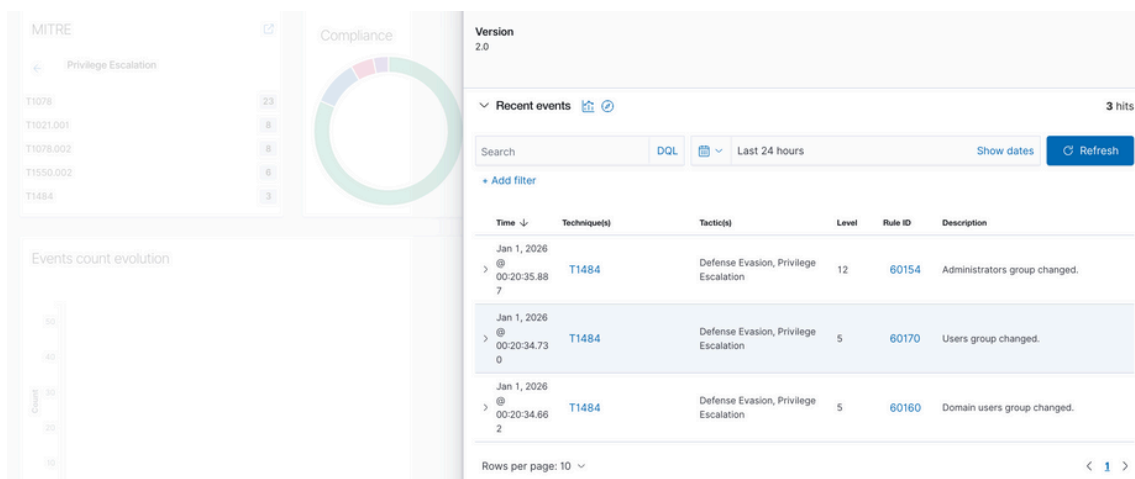 MITRE
Privilege Escalation
T1078 23
T1021.001 8
T1078.002 8
T1550.002 6
T1484 3
Compliance
Events count evolution
50
40
30
20
10
Count
Version
2.0
Recent events
3 hits
Search DQL Last 24 hours Show dates Refresh
+ Add filter
Time Technique(s) Tactic(s) Level Rule ID Description
Jan 1, 2026
@
00:20:35.88
7
T1484
Defense Evasion, Privilege
Escalation
12
60154
Administrators group changed.
Jan 1, 2026
@
00:20:34.73
0
T1484
Defense Evasion, Privilege
Escalation
5
60170
Users group changed.
Jan 1, 2026
@
00:20:34.66
2
T1484
Defense Evasion, Privilege
Escalation
5
60160
Domain users group changed.
Rows per page: 10
1